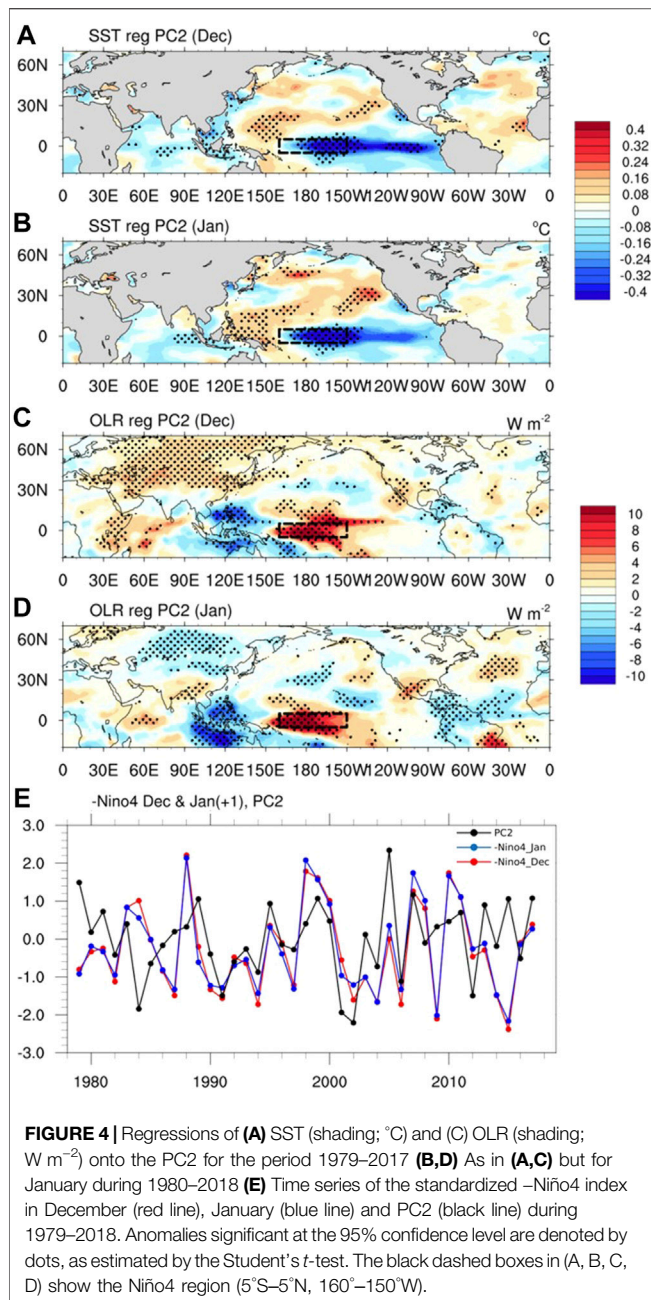 A
SST reg PC2 (Dec)
°C
60N
30N
0
0 30E 60E 90E 120E 150E 180 150W 120W 90W 60W 30W 0
0.4
0.32
0.24
0.16
0.08
0
-0.08
-0.16
-0.24
-0.32
-0.4
B
SST reg PC2 (Jan)
°C
60N
30N
0
0 30E 60E 90E 120E 150E 180 150W 120W 90W 60W 30W 0
C
OLR reg PC2 (Dec)
W m-2
60N
30N
0
0 30E 60E 90E 120E 150E 180 150W 120W 90W 60W 30W 0
10
8
6
4
2
0
-2
-4
-6
-8
-10
D
OLR reg PC2 (Jan)
W m-2
60N
30N
0
0 30E 60E 90E 120E 150E 180 150W 120W 90W 60W 30W 0
E
-Nino4 Dec & Jan(+1), PC2
3.0
2.0
1.0
0.0
-1.0
-2.0
-3.0
PC2
-Nino4_Jan
-Nino4_Dec
1980 1990 2000 2010
FIGURE 4 | Regressions of (A) SST (shading; °C) and (C) OLR (shading;
W m−2) onto the PC2 for the period 1979–2017 (B,D) As in (A,C) but for
January during 1980–2018 (E) Time series of the standardized –Niño4 index
in December (red line), January (blue line) and PC2 (black line) during
1979–2018. Anomalies significant at the 95% confidence level are denoted by
dots, as estimated by the Student's t-test. The black dashed boxes in (A, B, C,
D) show the Niño4 region (5°S–5°N, 160°–150°W).